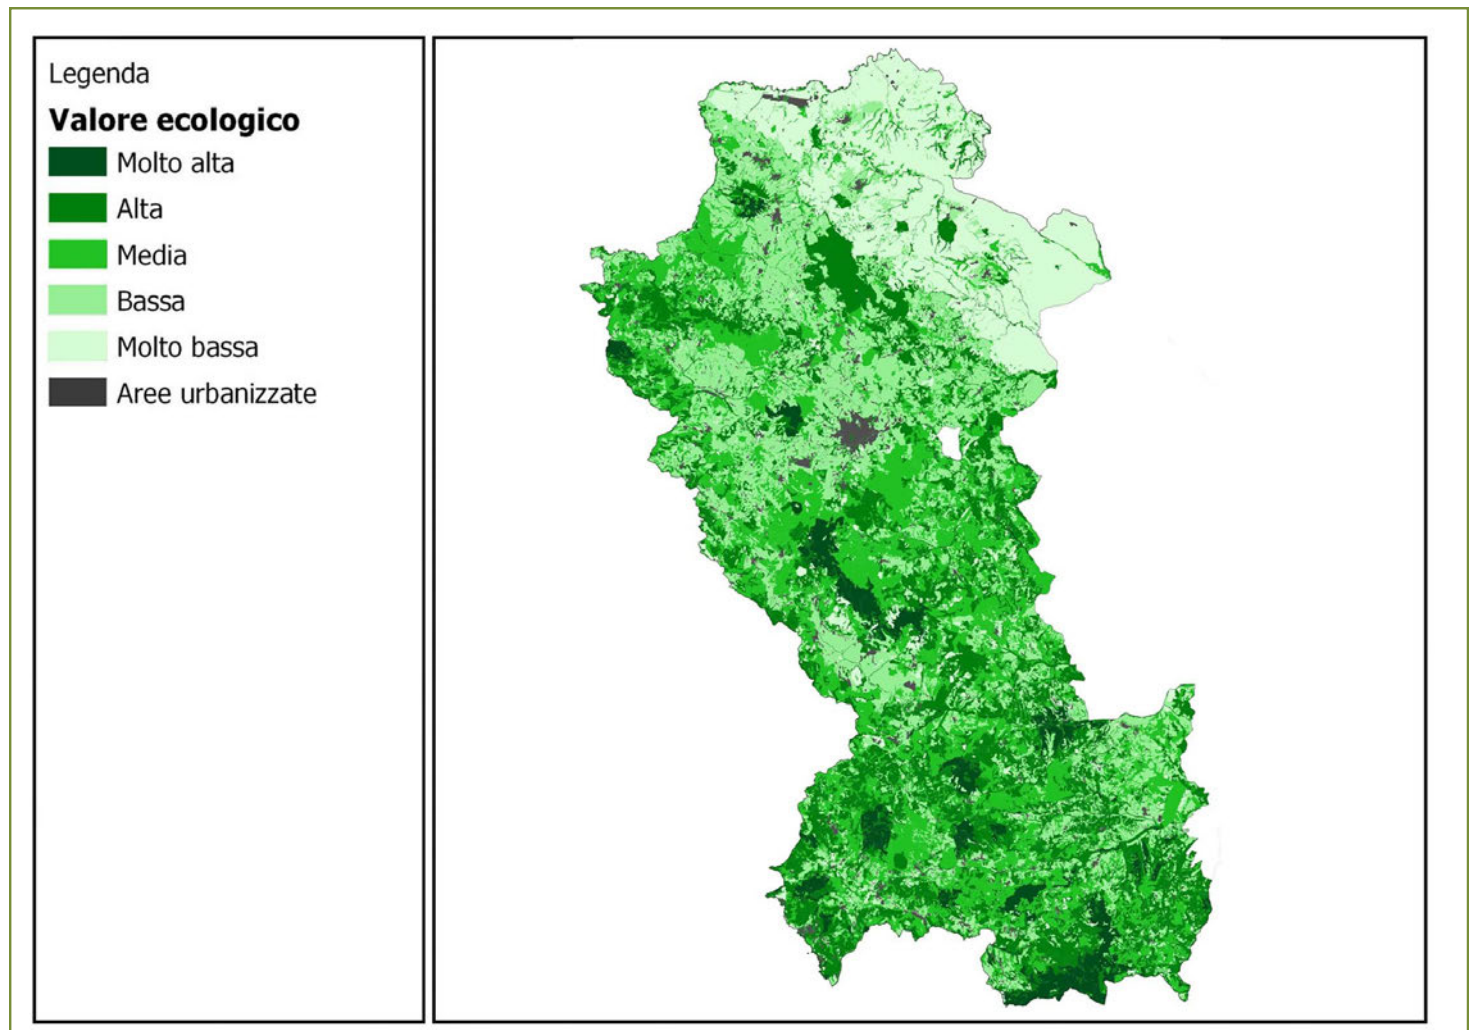 Legenda
Valore ecologico
Molto alta
Alta
Media
Bassa
Molto bassa
Aree urbanizzate